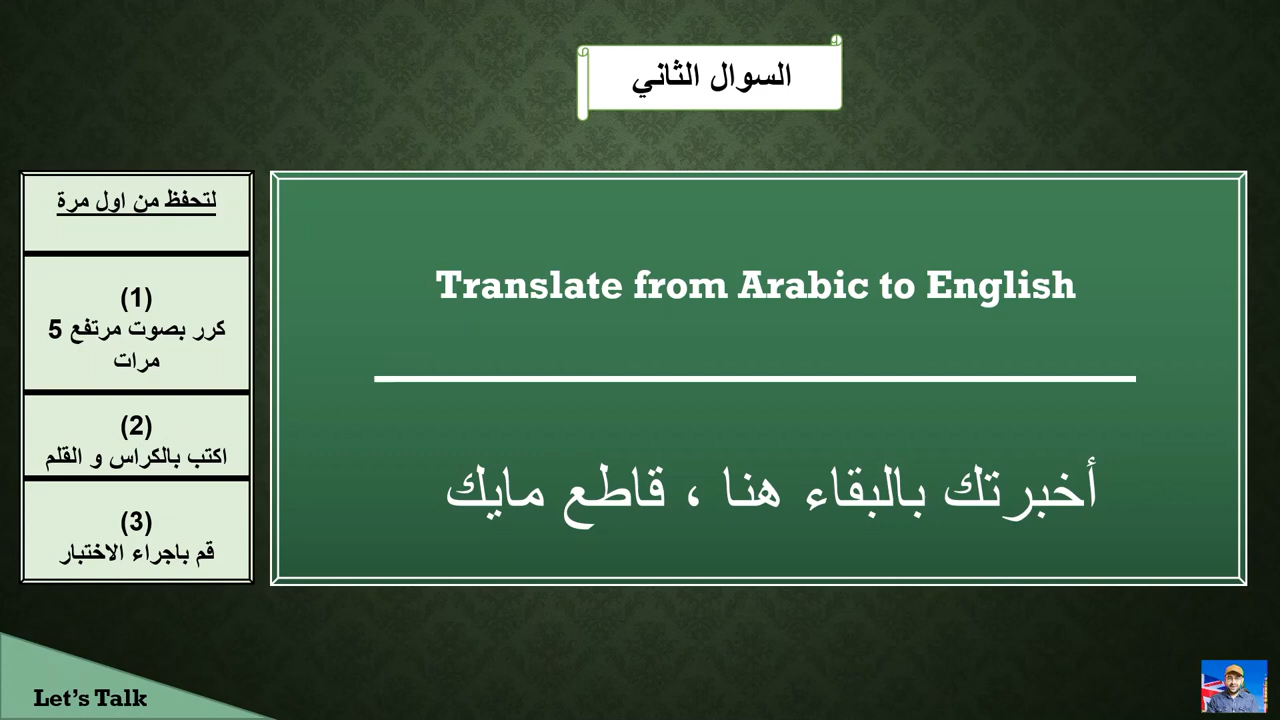 السوال الثاني
لتحفظ من اول مرة
(1)
كرر بصوت مرتفع 5
مرات
(2)
اكتب بالكراس و القلم
(3)
قم باجراء الاختبار
Translate from Arabic to English
أخبرتك بالبقاء هنا ، قاطع مايك
Let's Talk